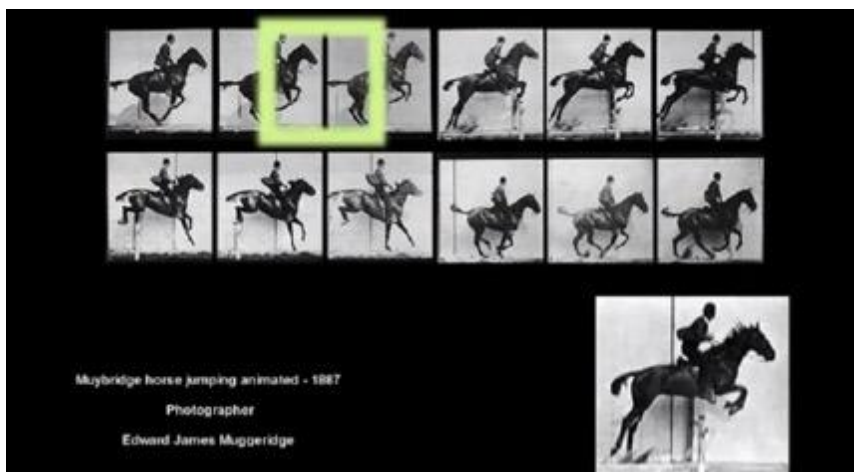 Muybridge horse jumping animated - 1887
Photographer
Edward James Muggeridge